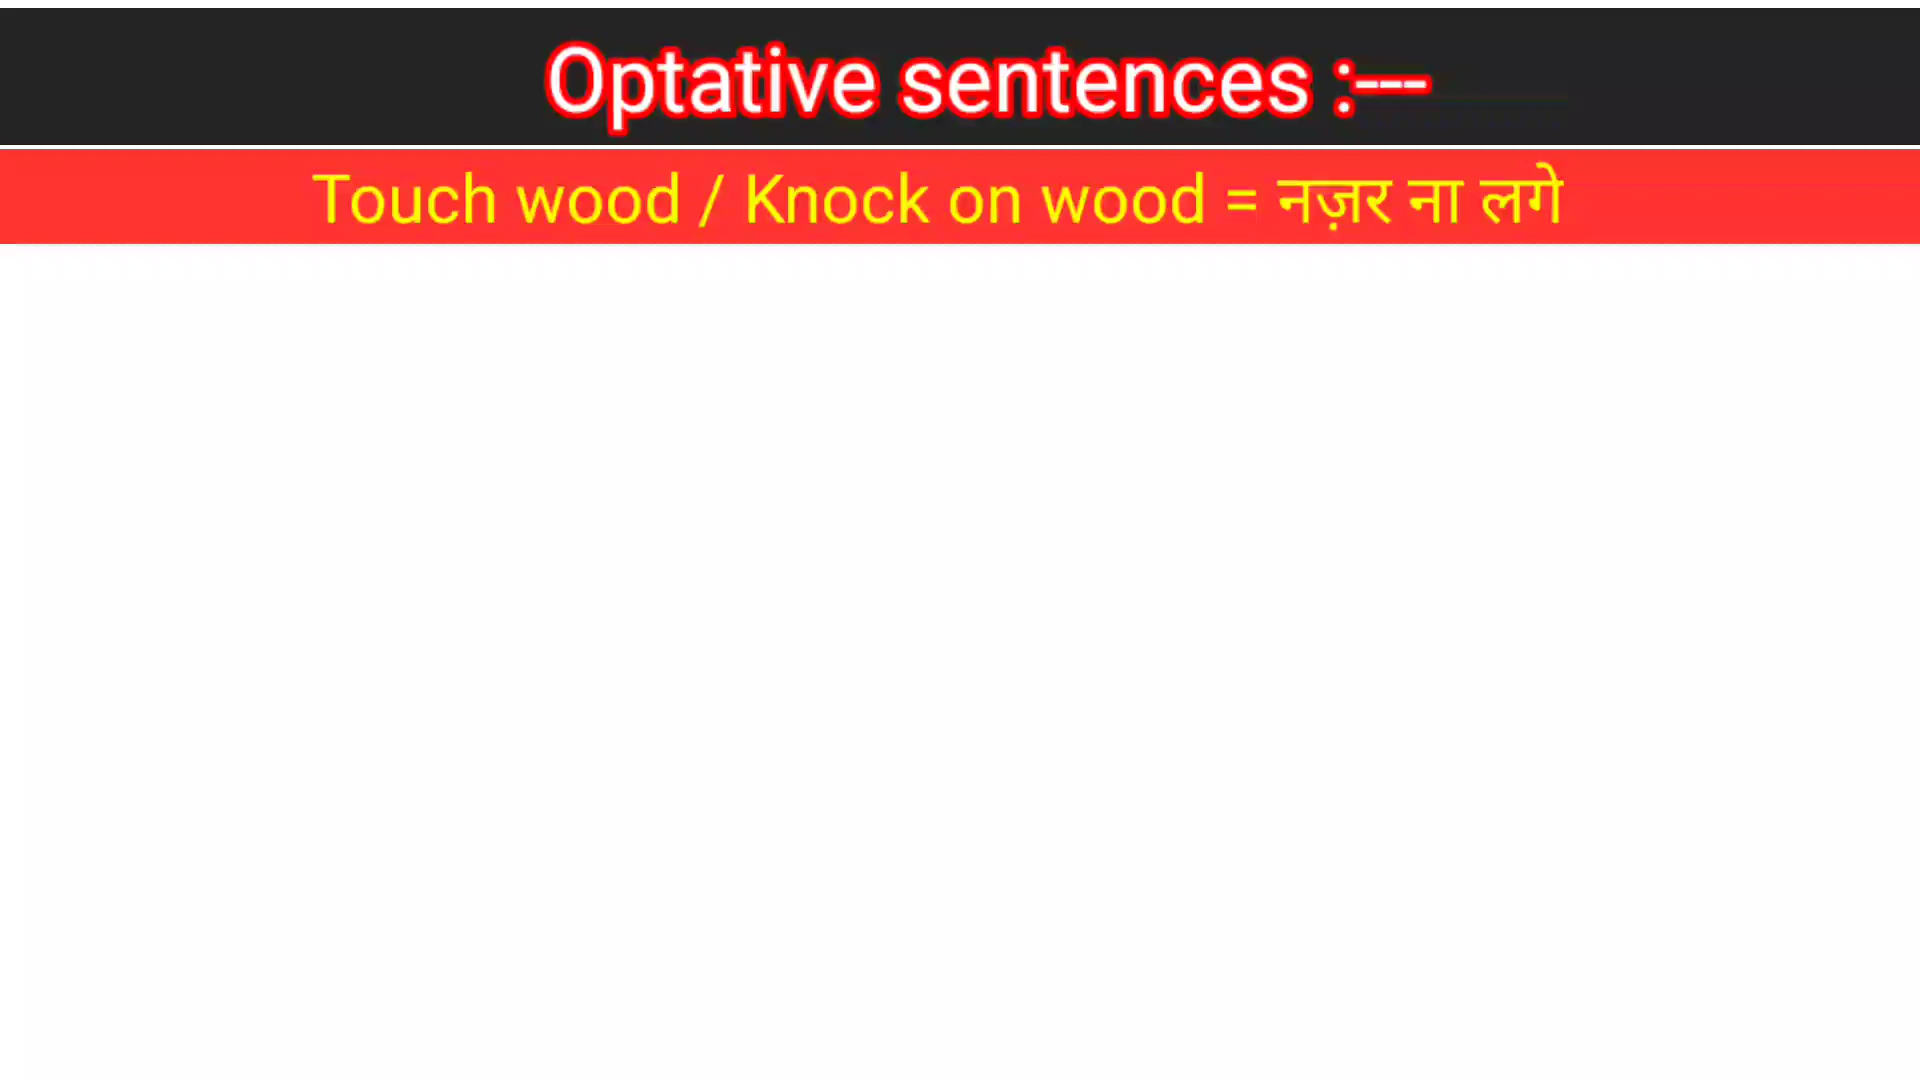 Optative sentences :---
Touch wood / Knock on wood = नज़र ना लगे